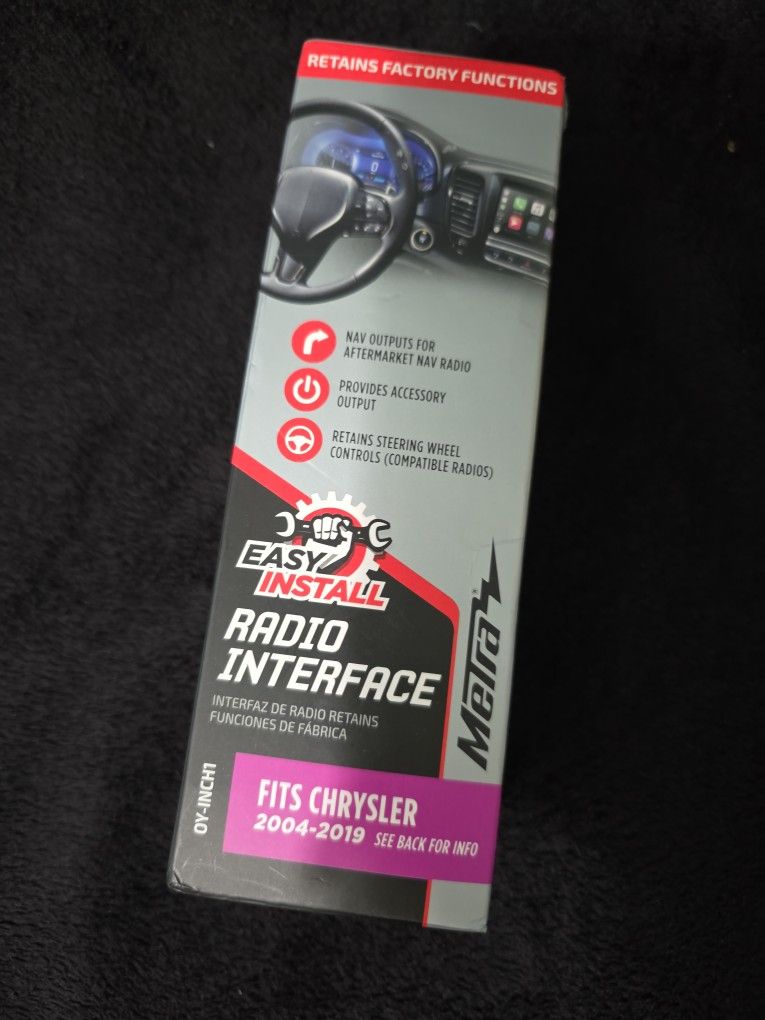 RETAINS FACTORY FUNCTIONS
NAV OUTPUTS FOR
AFTERMARKET NAV RADIO
PROVIDES ACCESSORY
OUTPUT
RETAINS STEERING WHEEL
CONTROLS (COMPATIBLE RADIOS)
EASY
INSTALL
RADIO
INTERFACE
INTERFAZ DE RADIO RETAINS
FUNCIONES DE FÁBRICA
Metra®
OY-INCH1
FITS CHRYSLER
2004-2019 SEE BACK FOR INFO